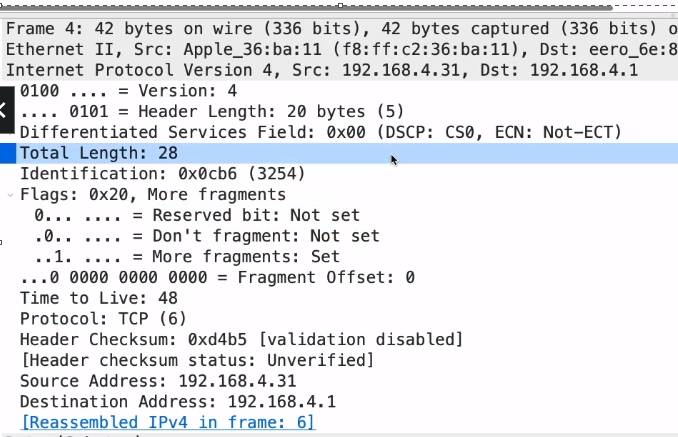 Frame 4: 42 bytes on wire (336 bits), 42 bytes captured (336 bits) o
Ethernet II, Src: Apple_36:ba:11 (f8:ff:c2:36:ba:11), Dst: eero_6e:8
Internet Protocol Version 4, Src: 192.168.4.31, Dst: 192.168.4.1
0100 .... = Version: 4
.... 0101 = Header Length: 20 bytes (5)
Differentiated Services Field: 0x00 (DSCP: CS0, ECN: Not-ECT)
Total Length: 28
Identification: 0x0cb6 (3254)
Flags: 0x20, More fragments
0... .... = Reserved bit: Not set
.0.. .... = Don't fragment: Not set
..1. .... = More fragments: Set
...0 0000 0000 0000 = Fragment Offset: 0
Time to Live: 48
Protocol: TCP (6)
Header Checksum: 0xd4b5 [validation disabled]
[Header checksum status: Unverified]
Source Address: 192.168.4.31
Destination Address: 192.168.4.1
[Reassembled IPv4 in frame: 6]